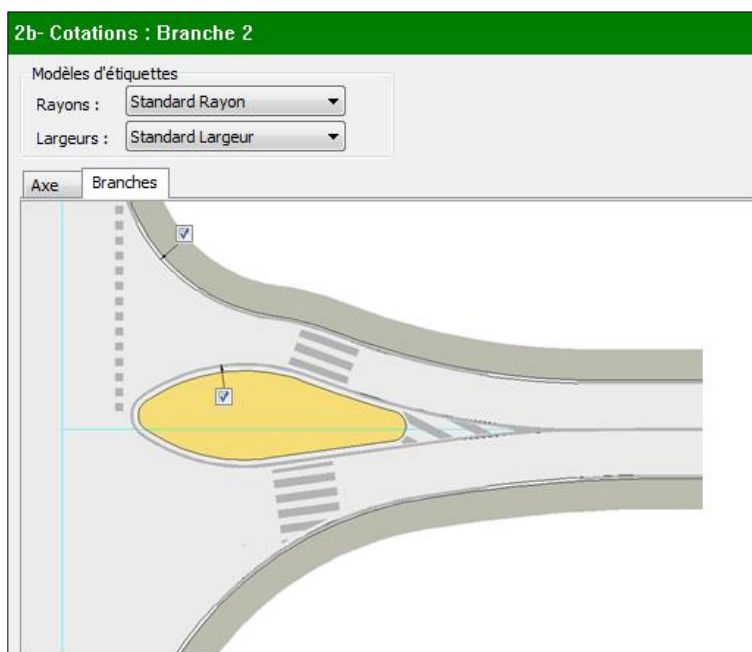 2b- Cotations : Branche 2
Modèles d'étiquettes
Rayons : Standard Rayon
Largeurs : Standard Largeur
Axe Branches